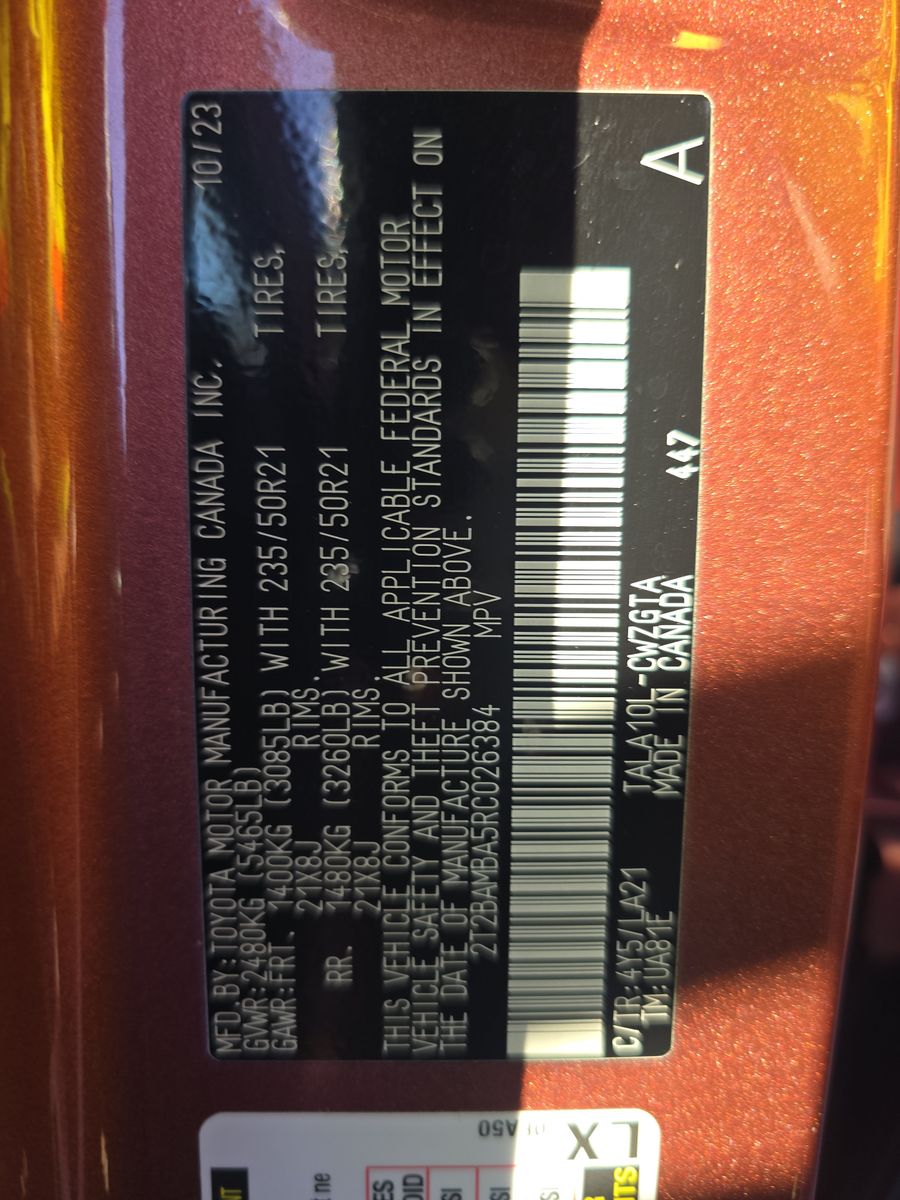 MFD.BY: TOYOTA MOTOR MANUFACTURING CANADA INC. 10/23
GVWR:2480KG (5465LB)
GAWR:FRT. 1400KG (3085LB) WITH 235/50R21 TIRES,
21X8J RIMS.
RR. 1480KG (3260LB) WITH 235/50R21 TIRES,
21X8J RIMS.
THIS VEHICLE CONFORMS TO ALL APPLICABLE FEDERAL MOTOR
VEHICLE SAFETY AND THEFT PREVENTION STANDARDS IN EFFECT ON
THE DATE OF MANUFACTURE SHOWN ABOVE.
2T2BAMBA5RC026384 MPV
C/TR:4Y5/LA21 TALA10L-CWZGTA A
TM:UA81E MADE IN CANADA 447
A50
LX